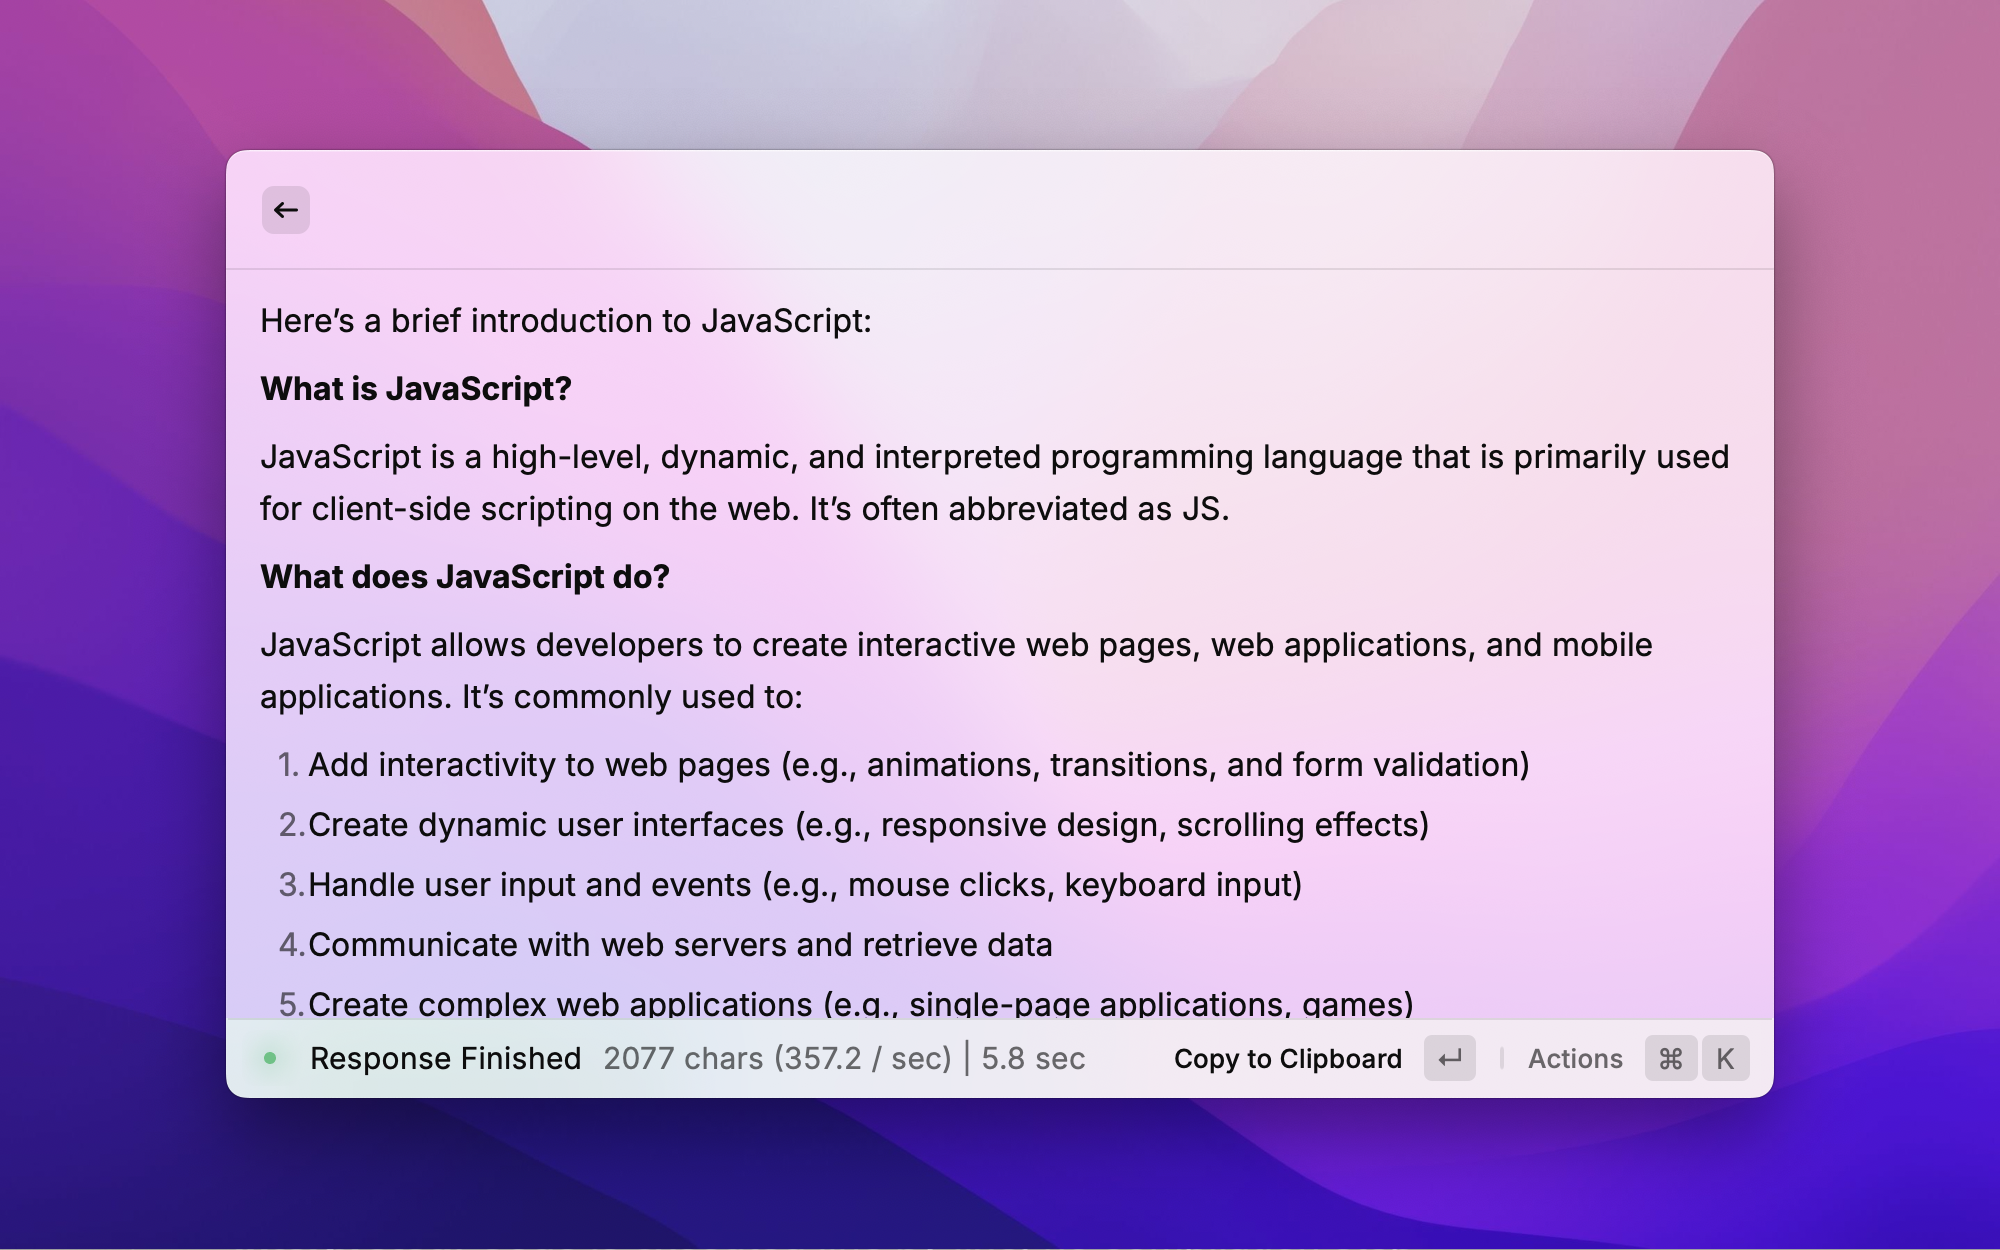 Here’s a brief introduction to JavaScript:
What is JavaScript?
JavaScript is a high-level, dynamic, and interpreted programming language that is primarily used
for client-side scripting on the web. It’s often abbreviated as JS.
What does JavaScript do?
JavaScript allows developers to create interactive web pages, web applications, and mobile
applications. It’s commonly used to:
1. Add interactivity to web pages (e.g., animations, transitions, and form validation)
2. Create dynamic user interfaces (e.g., responsive design, scrolling effects)
3. Handle user input and events (e.g., mouse clicks, keyboard input)
4. Communicate with web servers and retrieve data
5. Create complex web applications (e.g., single-page applications, games)
Response Finished 2077 chars (357.2 / sec) | 5.8 sec Copy to Clipboard ↵ | Actions ⌘ K